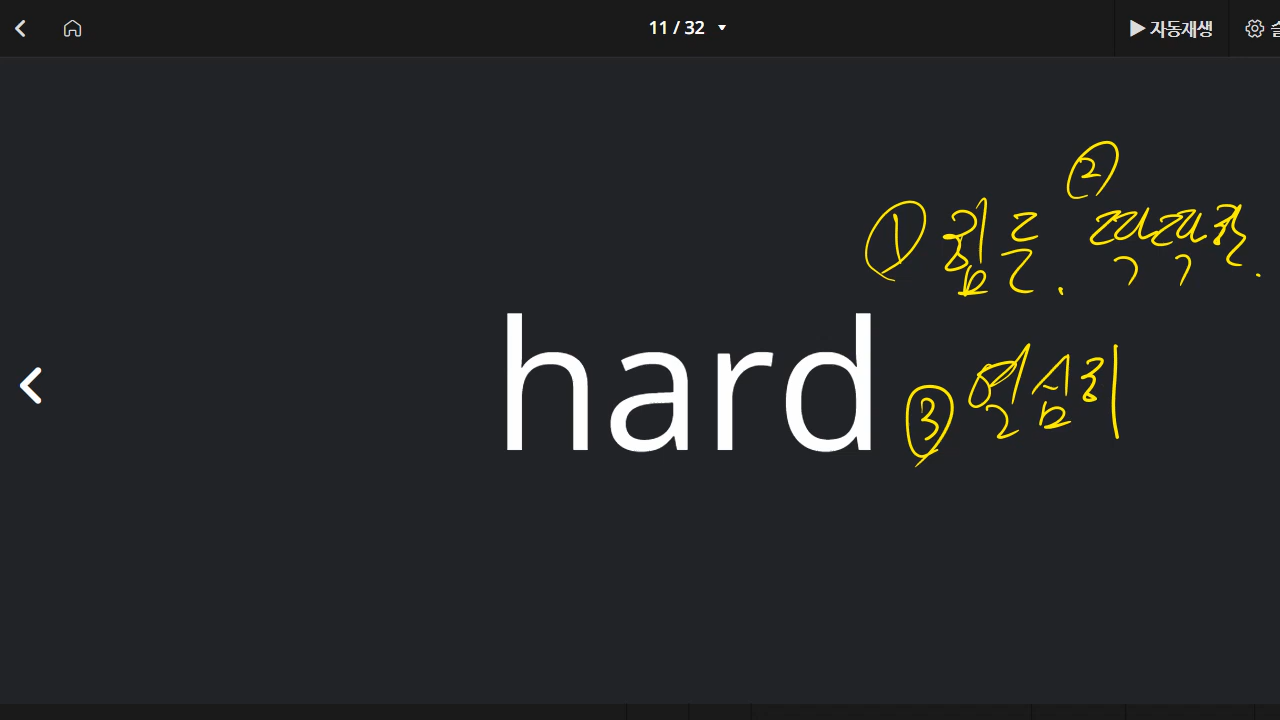 11 / 32
▶ 자동재생
②
① 힘든. 딱딱한.
hard
③ 열심히